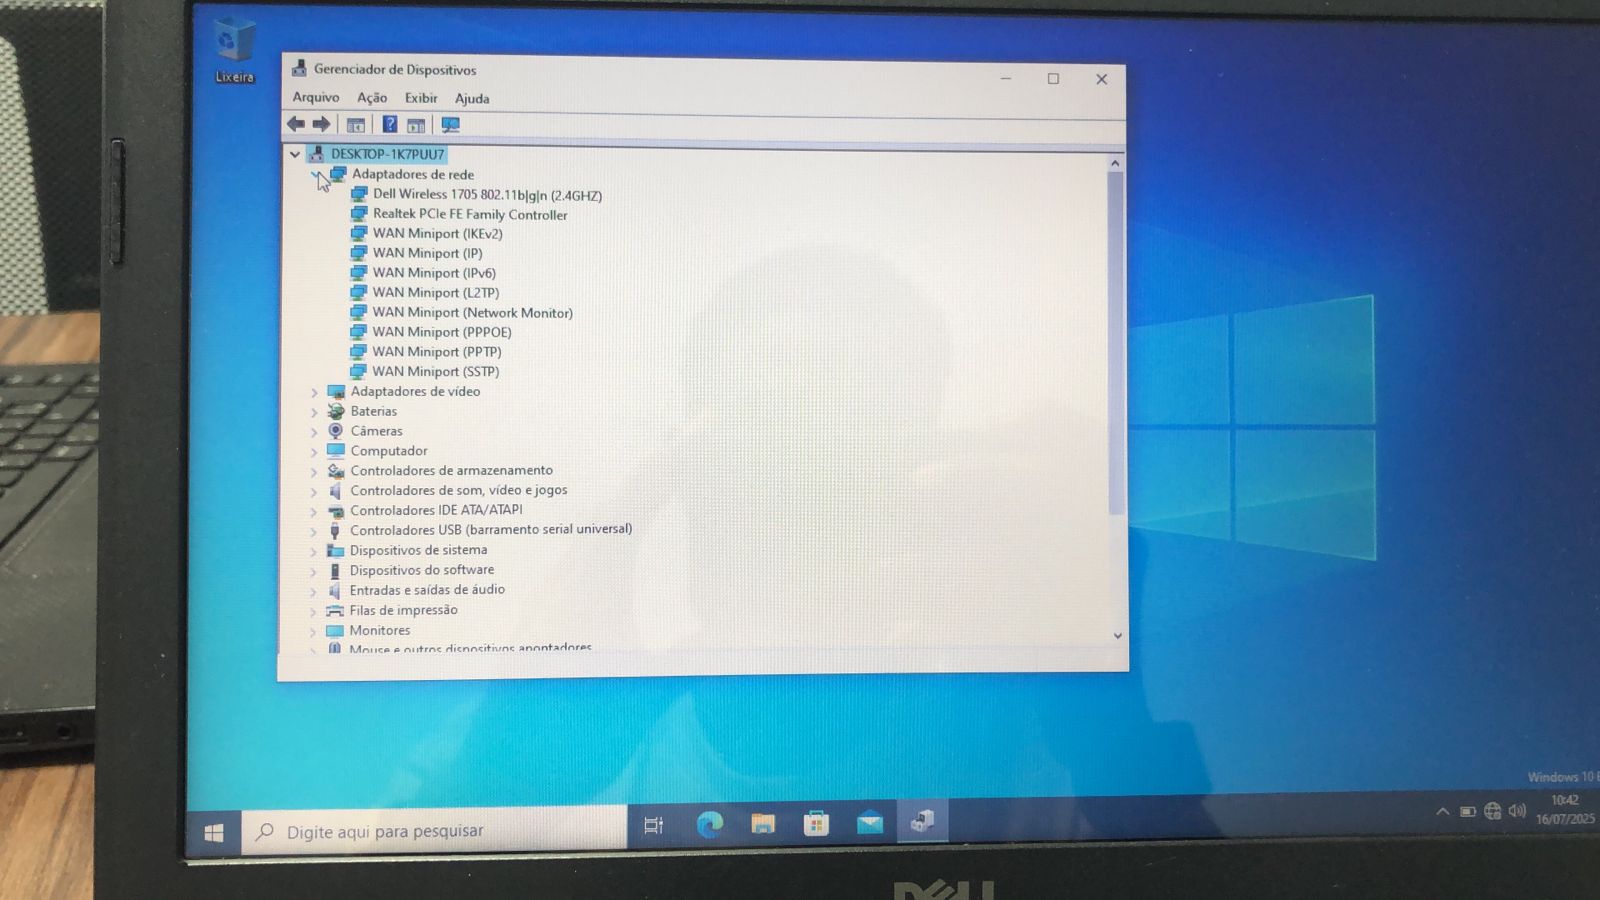 Lixeira
Gerenciador de Dispositivos
Arquivo Ação Exibir Ajuda
DESKTOP-1K7PUU7
Adaptadores de rede
Dell Wireless 1705 802.11b|g|n (2.4GHZ)
Realtek PCIe FE Family Controller
WAN Miniport (IKEv2)
WAN Miniport (IP)
WAN Miniport (IPv6)
WAN Miniport (L2TP)
WAN Miniport (Network Monitor)
WAN Miniport (PPPOE)
WAN Miniport (PPTP)
WAN Miniport (SSTP)
Adaptadores de vídeo
Baterias
Câmeras
Computador
Controladores de armazenamento
Controladores de som, vídeo e jogos
Controladores IDE ATA/ATAPI
Controladores USB (barramento serial universal)
Dispositivos de sistema
Dispositivos do software
Entradas e saídas de áudio
Filas de impressão
Monitores
Mouse e outros dispositivos apontadores
Windows 10
Digite aqui para pesquisar
10:42
16/07/2025
DELL